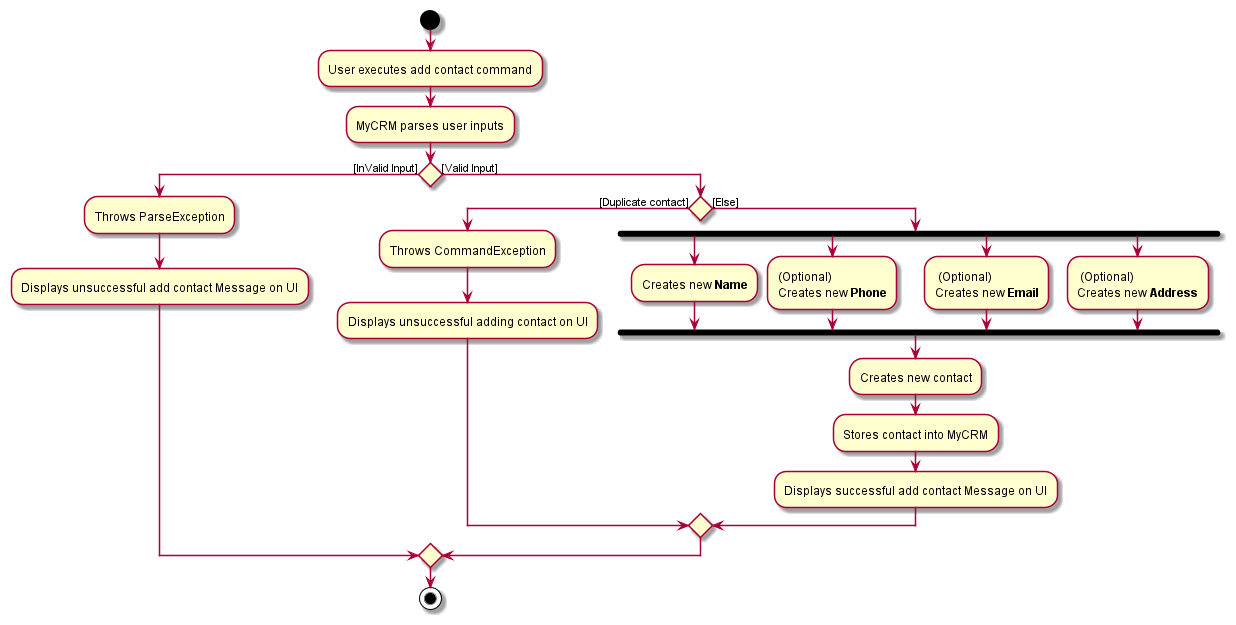 User executes add contact command
MyCRM parses user inputs
[InValid Input]
[Valid Input]
Throws ParseException
Displays unsuccessful add contact Message on UI
[Duplicate contact]
[Else]
Throws CommandException
Displays unsuccessful adding contact on UI
Creates new Name
(Optional)
Creates new Phone
(Optional)
Creates new Email
(Optional)
Creates new Address
Creates new contact
Stores contact into MyCRM
Displays successful add contact Message on UI